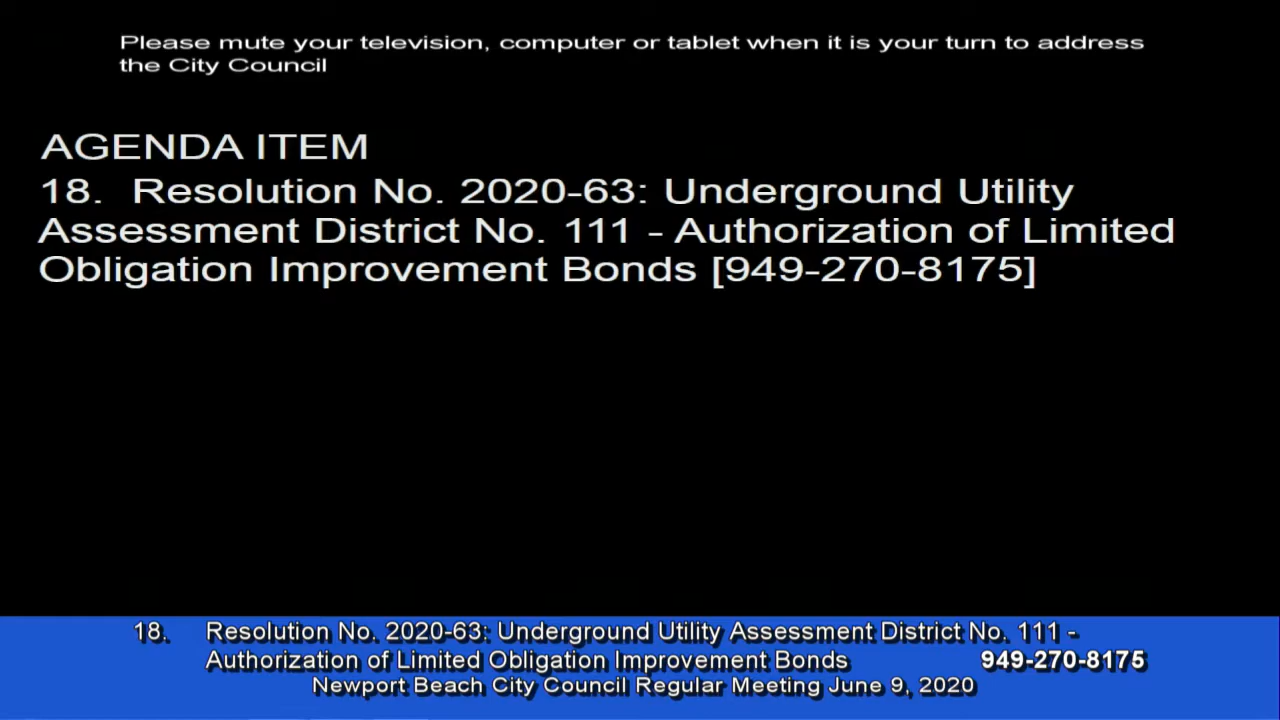 Please mute your television, computer or tablet when it is your turn to address
the City Council
AGENDA ITEM
18. Resolution No. 2020-63: Underground Utility
Assessment District No. 111 - Authorization of Limited
Obligation Improvement Bonds [949-270-8175]
18. Resolution No. 2020-63: Underground Utility Assessment District No. 111 -
Authorization of Limited Obligation Improvement Bonds 949-270-8175
Newport Beach City Council Regular Meeting June 9, 2020